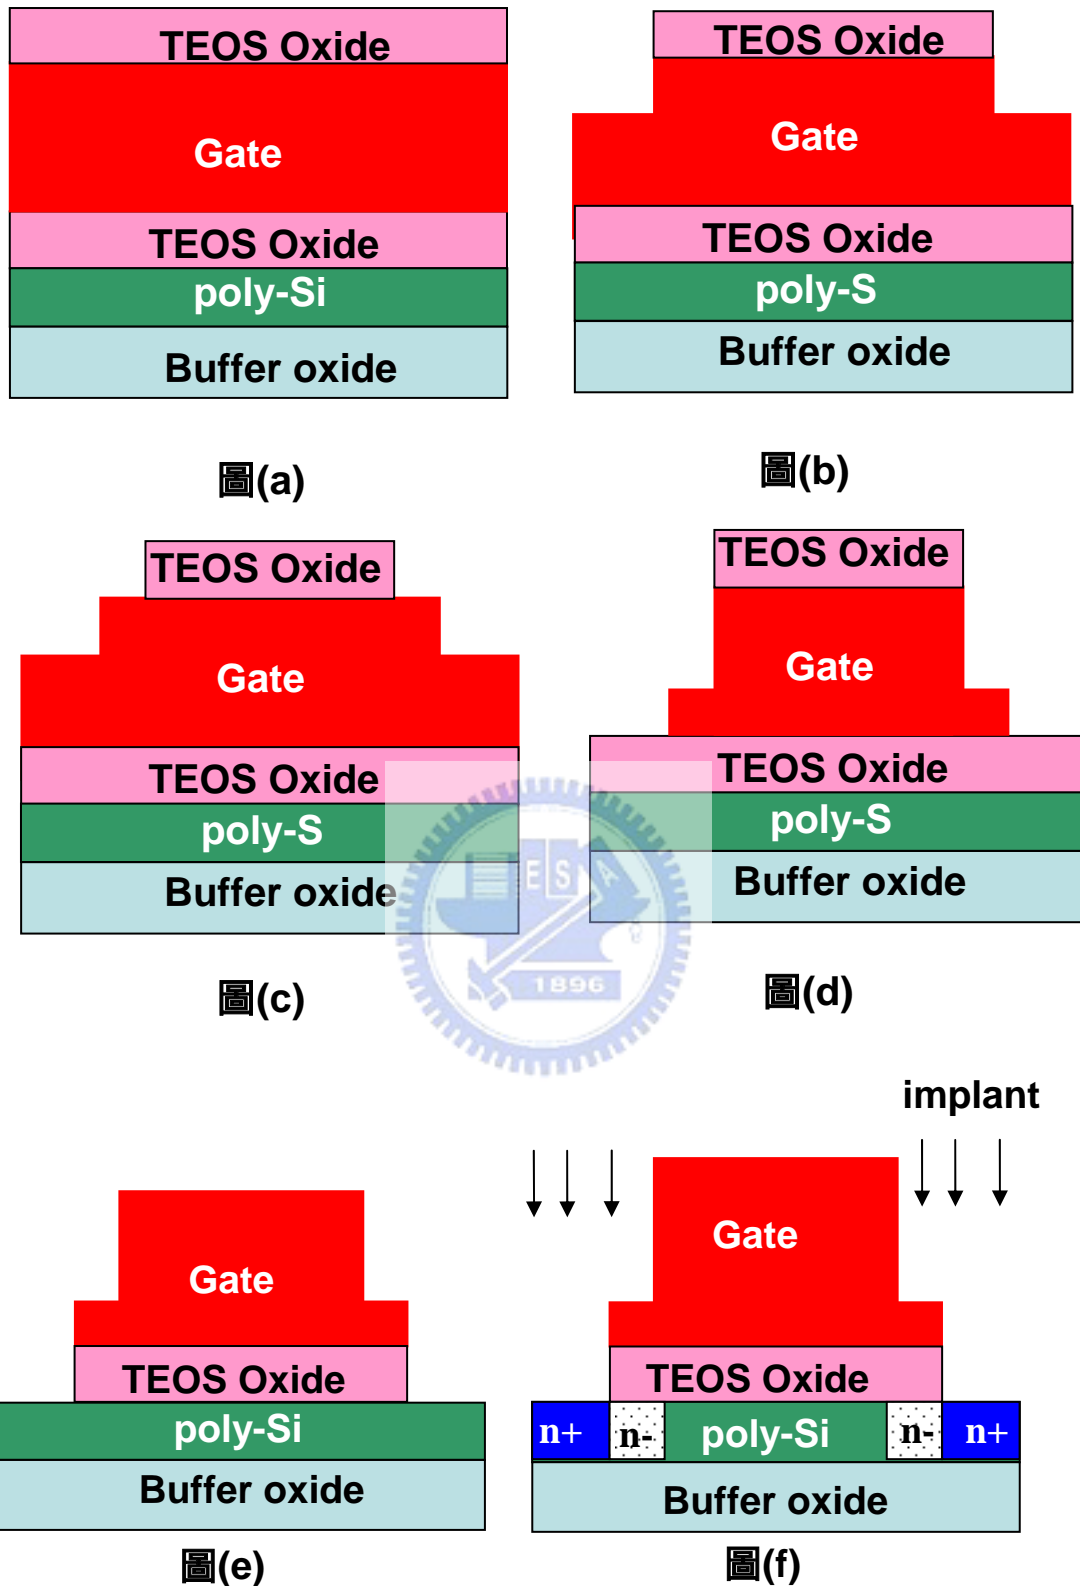 TEOS Oxide
Gate
TEOS Oxide
poly-Si
Buffer oxide
圖(a)
TEOS Oxide
Gate
TEOS Oxide
poly-S
Buffer oxide
圖(b)
TEOS Oxide
Gate
TEOS Oxide
poly-S
Buffer oxide
圖(c)
TEOS Oxide
Gate
TEOS Oxide
poly-S
Buffer oxide
圖(d)
ES
A
1896
Gate
TEOS Oxide
poly-Si
Buffer oxide
圖(e)
implant
Gate
TEOS Oxide
n+ n- poly-Si n- n+
Buffer oxide
圖(f)